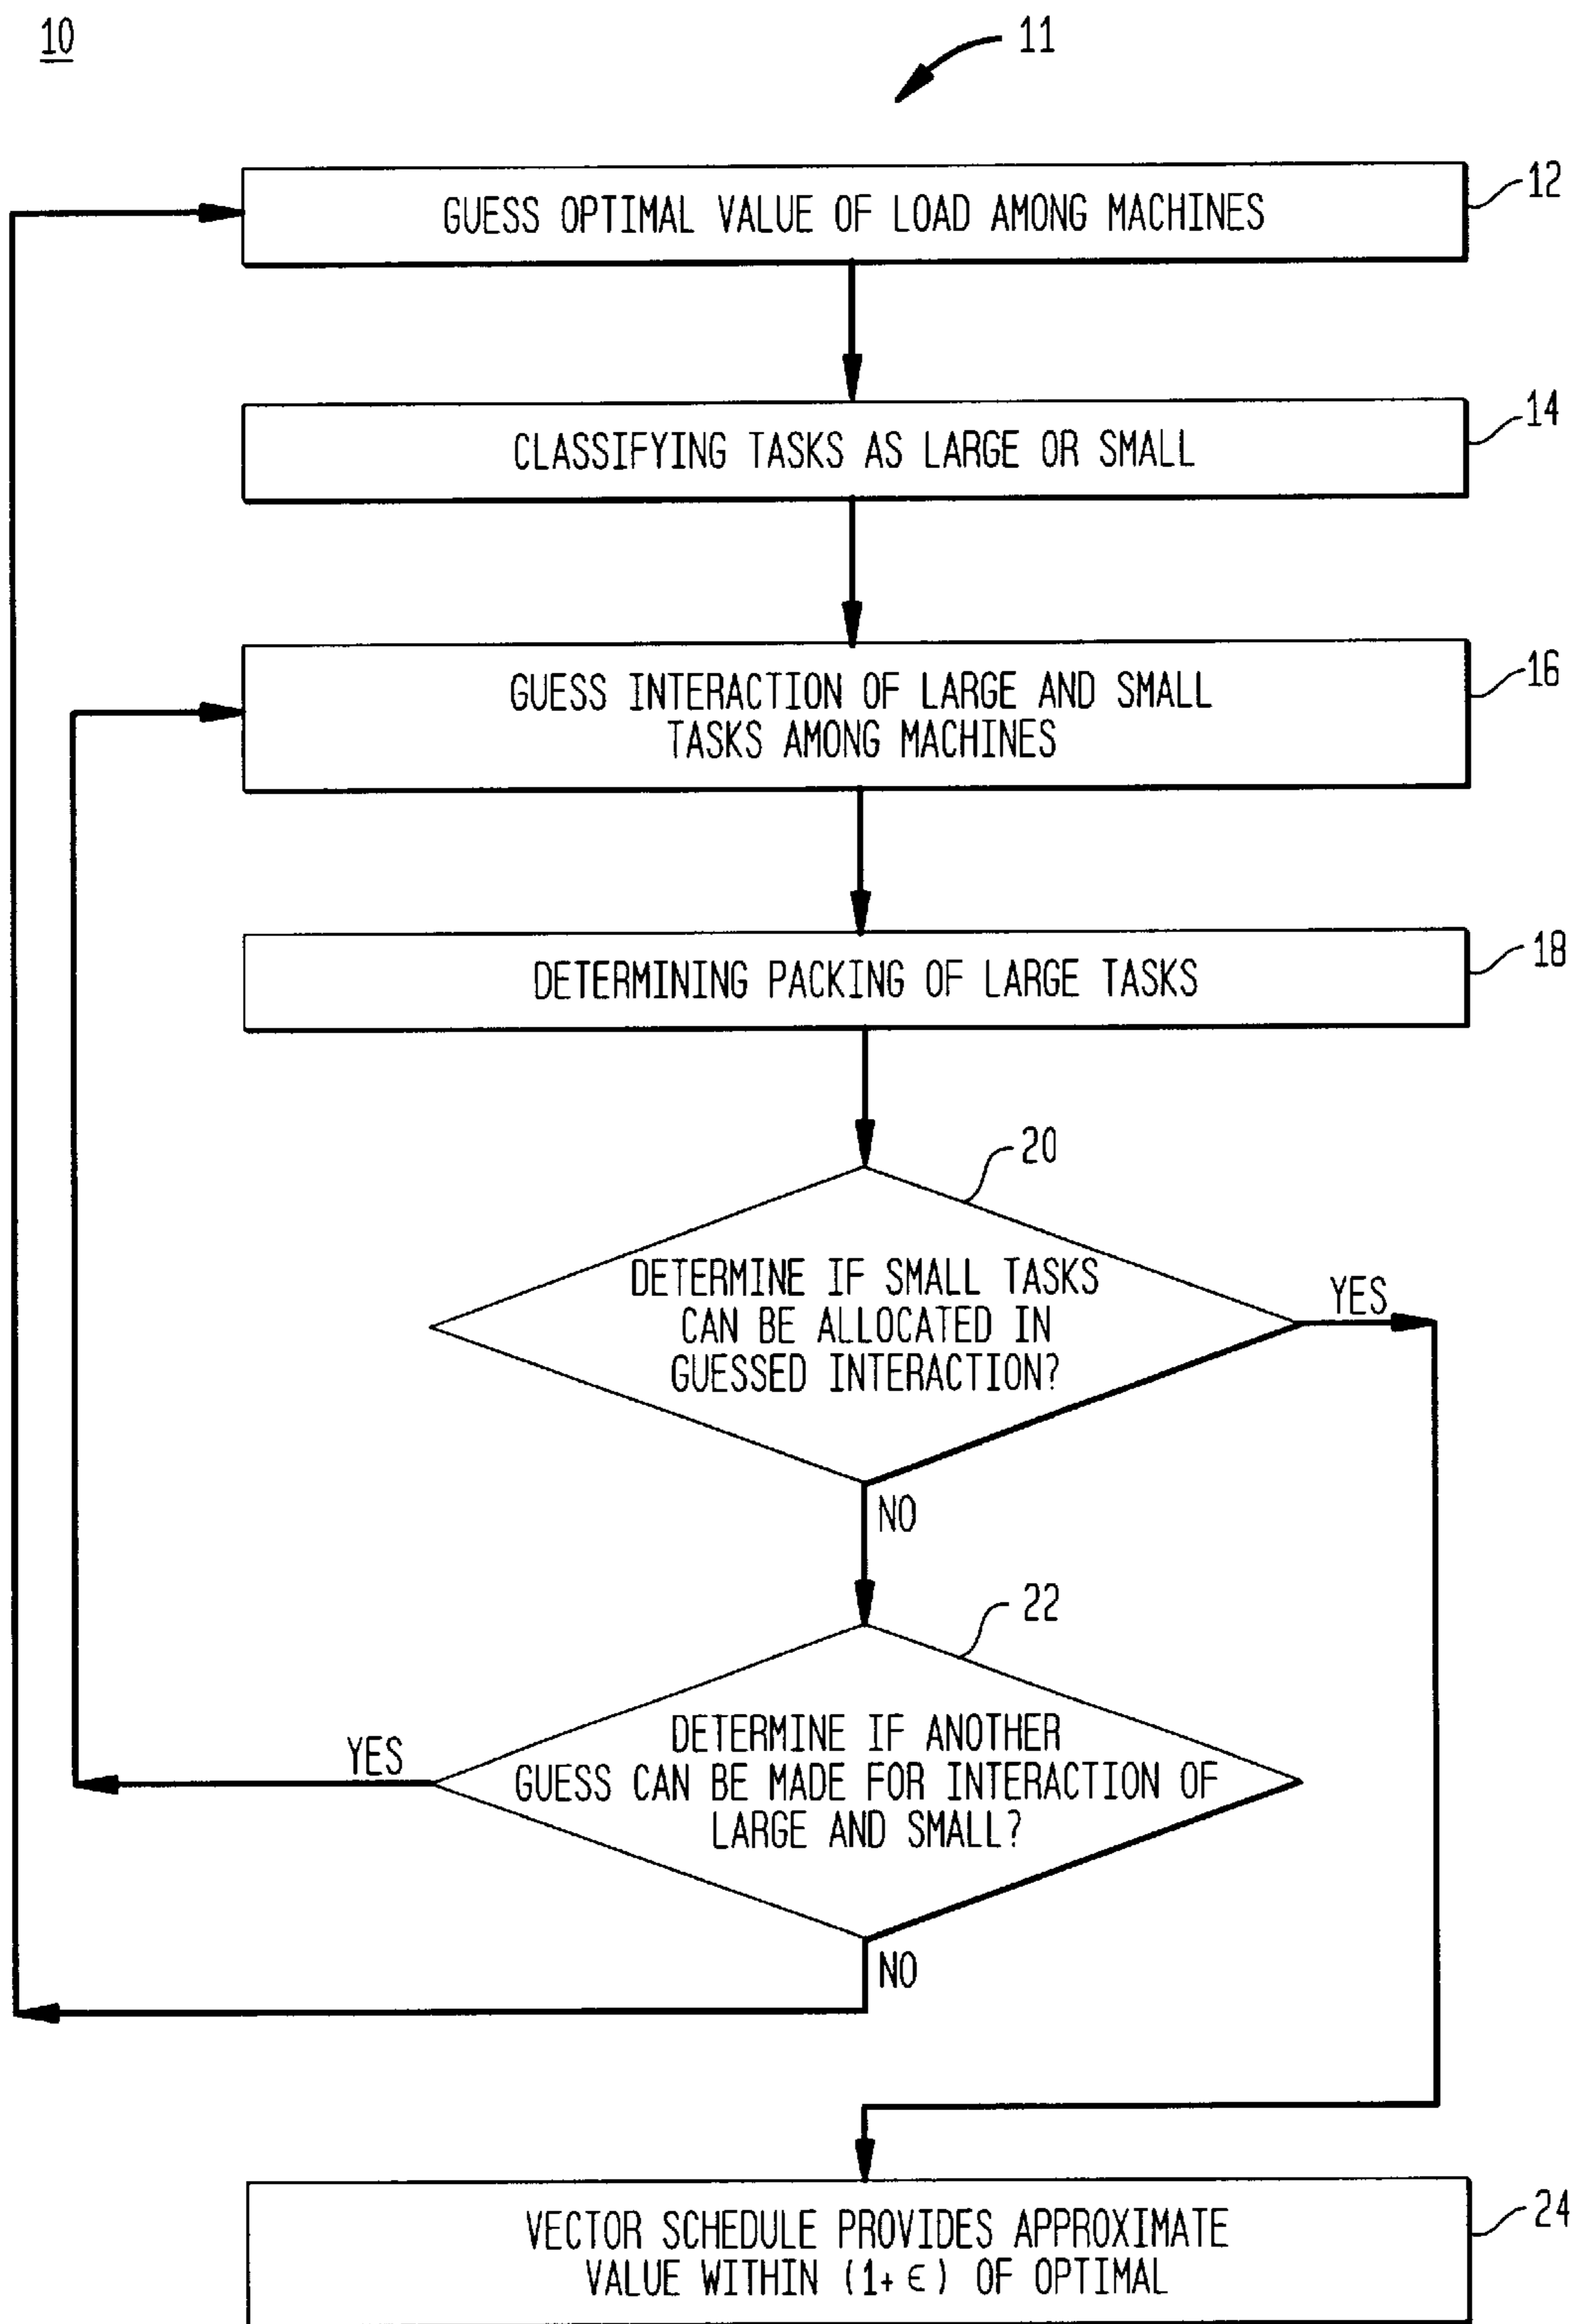 10
11
GUESS OPTIMAL VALUE OF LOAD AMONG MACHINES
12
CLASSIFYING TASKS AS LARGE OR SMALL
14
GUESS INTERACTION OF LARGE AND SMALL
TASKS AMONG MACHINES
16
DETERMINING PACKING OF LARGE TASKS
18
20
DETERMINE IF SMALL TASKS
CAN BE ALLOCATED IN
GUESSED INTERACTION?
YES
NO
22
DETERMINE IF ANOTHER
GUESS CAN BE MADE FOR INTERACTION OF
LARGE AND SMALL?
YES
NO
VECTOR SCHEDULE PROVIDES APPROXIMATE
VALUE WITHIN (1+ ϵ) OF OPTIMAL
24